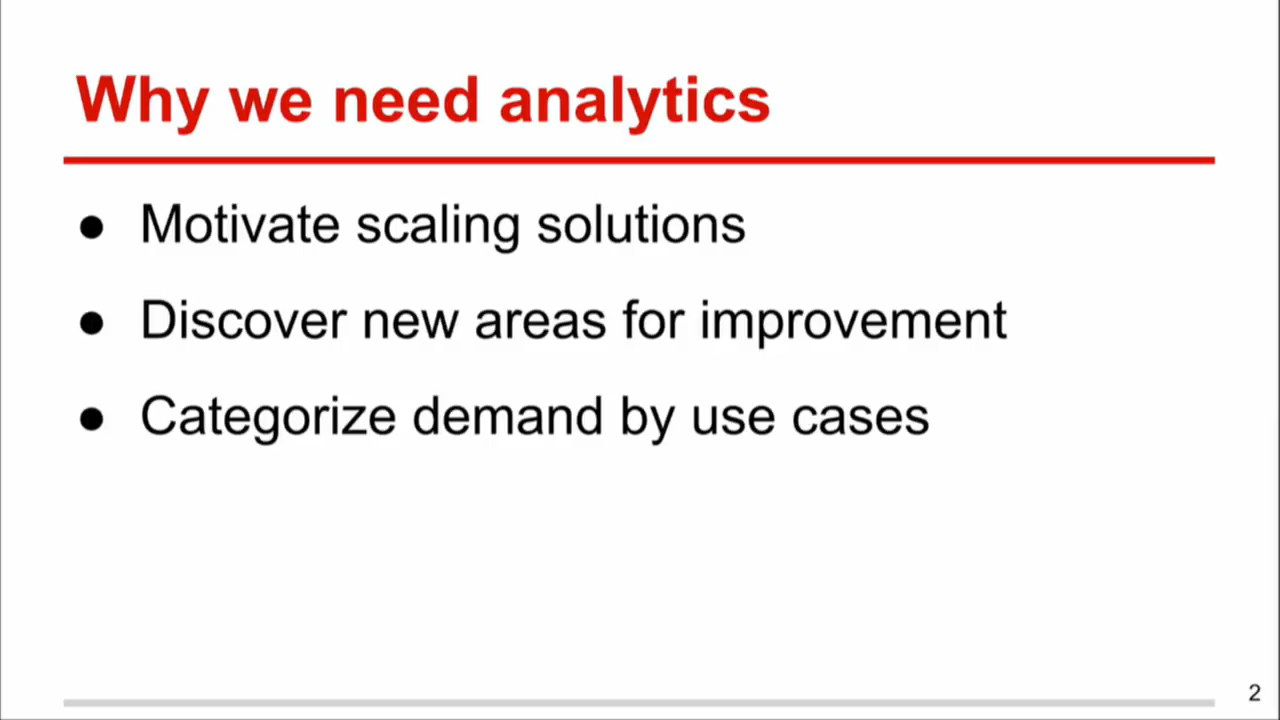 Why we need analytics
● Motivate scaling solutions
● Discover new areas for improvement
● Categorize demand by use cases
2